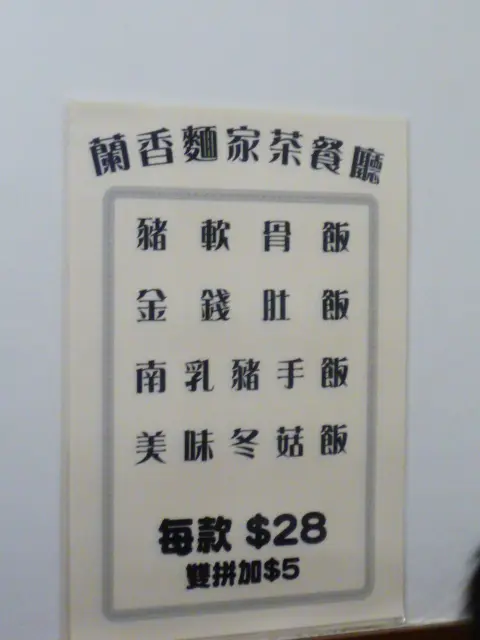 蘭香麵家茶餐廳
豬軟骨飯
金錢肚飯
南乳豬手飯
美味冬菇飯
每款 $28
雙拼加$5